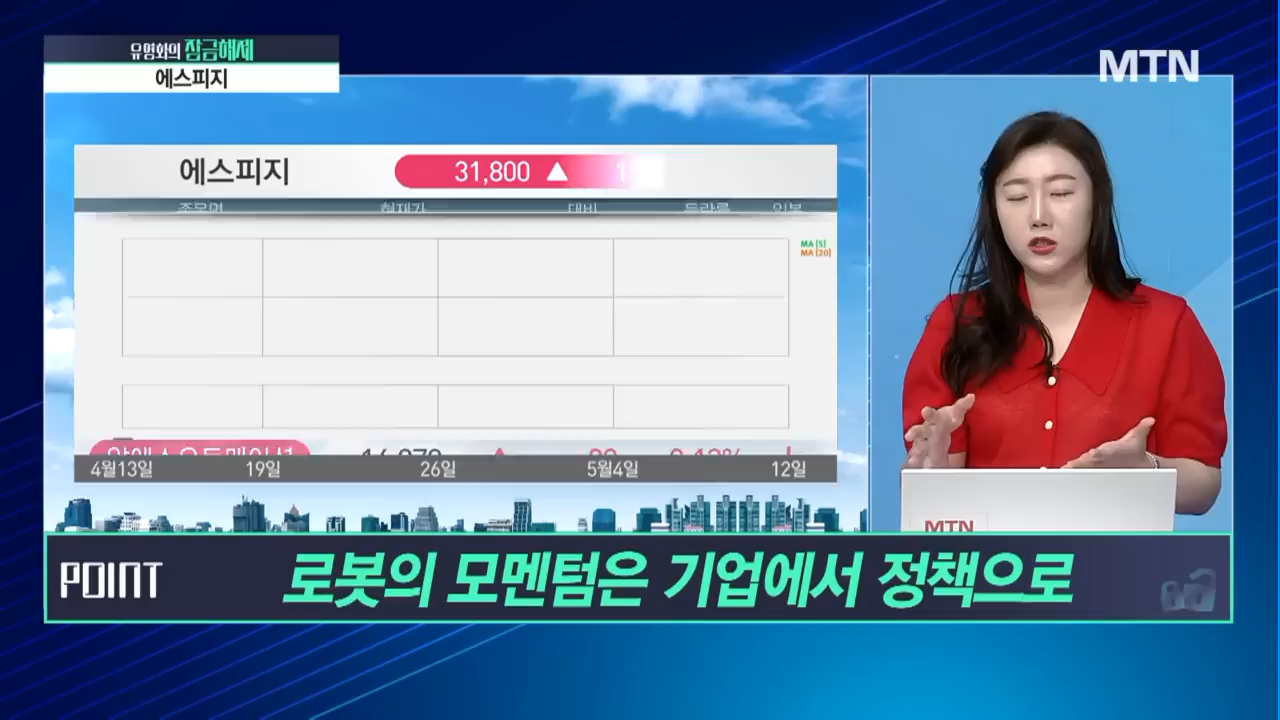 유영화의 잠금해제
에스피지
MTN
에스피지 31,800 ▲
MA [5]
MA [20]
4월13일 19일 26일 5월4일 12일
MTN
POINT 로봇의 모멘텀은 기업에서 정책으로